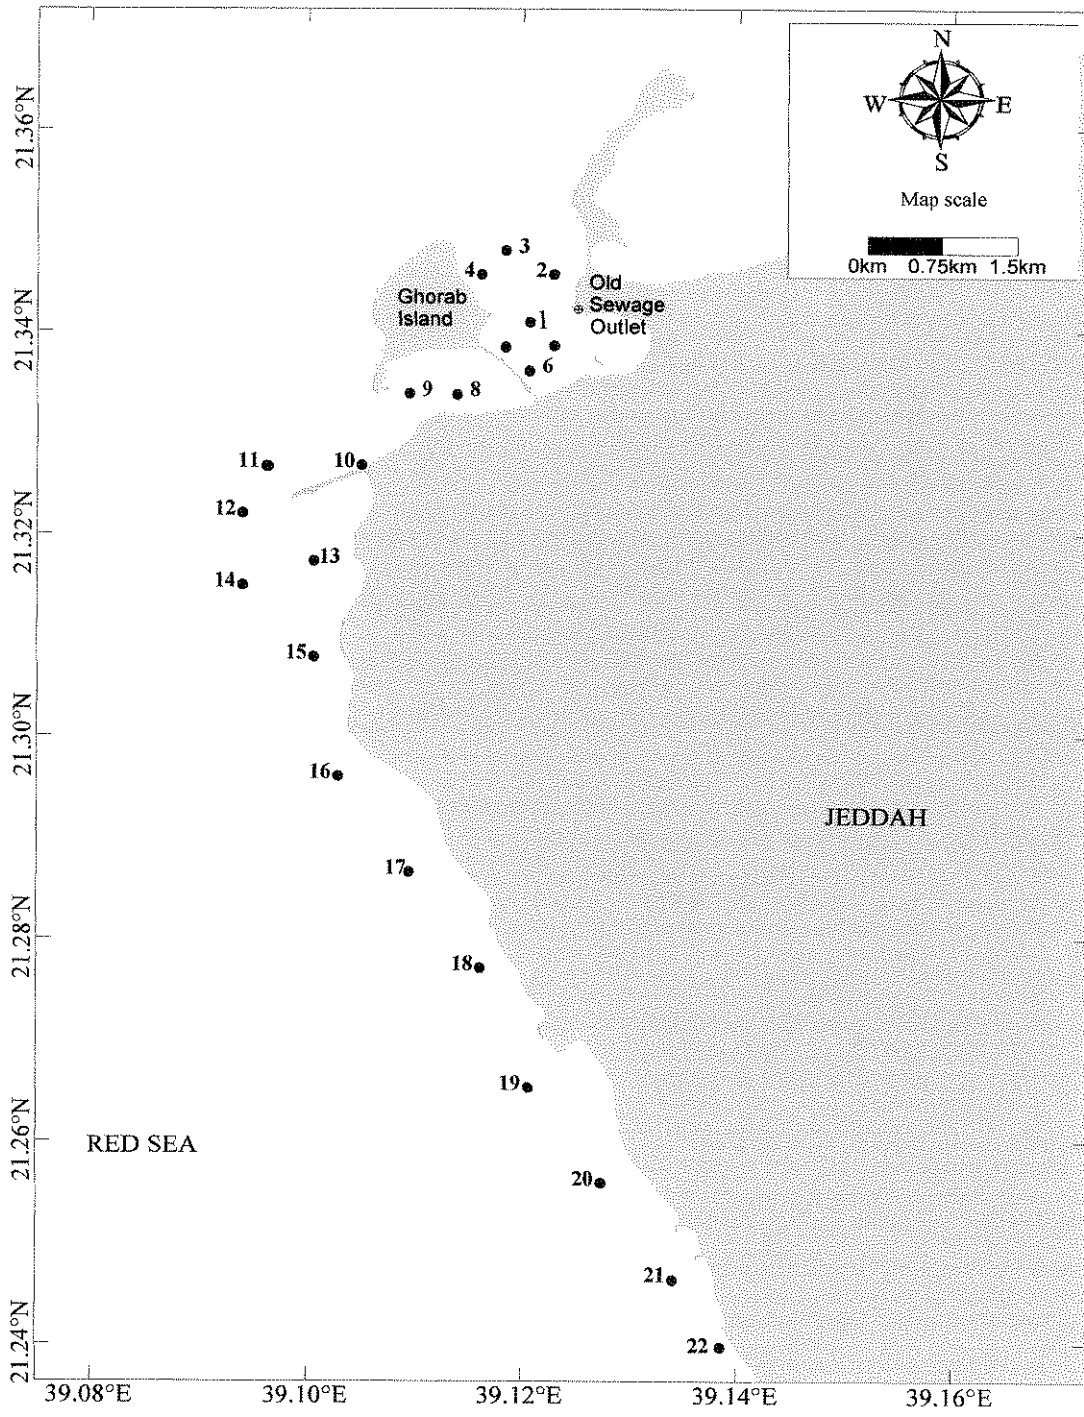 N
W E
S
Map scale
0km 0.75km 1.5km
21.36°N
21.34°N
21.32°N
21.30°N
21.28°N
21.26°N
21.24°N
3
4 2
Old
Sewage
Outlet
Ghorab
Island
1
6
9 8
11 10
12
13
14
15
16
JEDDAH
17
18
19
RED SEA
20
21
22
39.08°E 39.10°E 39.12°E 39.14°E 39.16°E